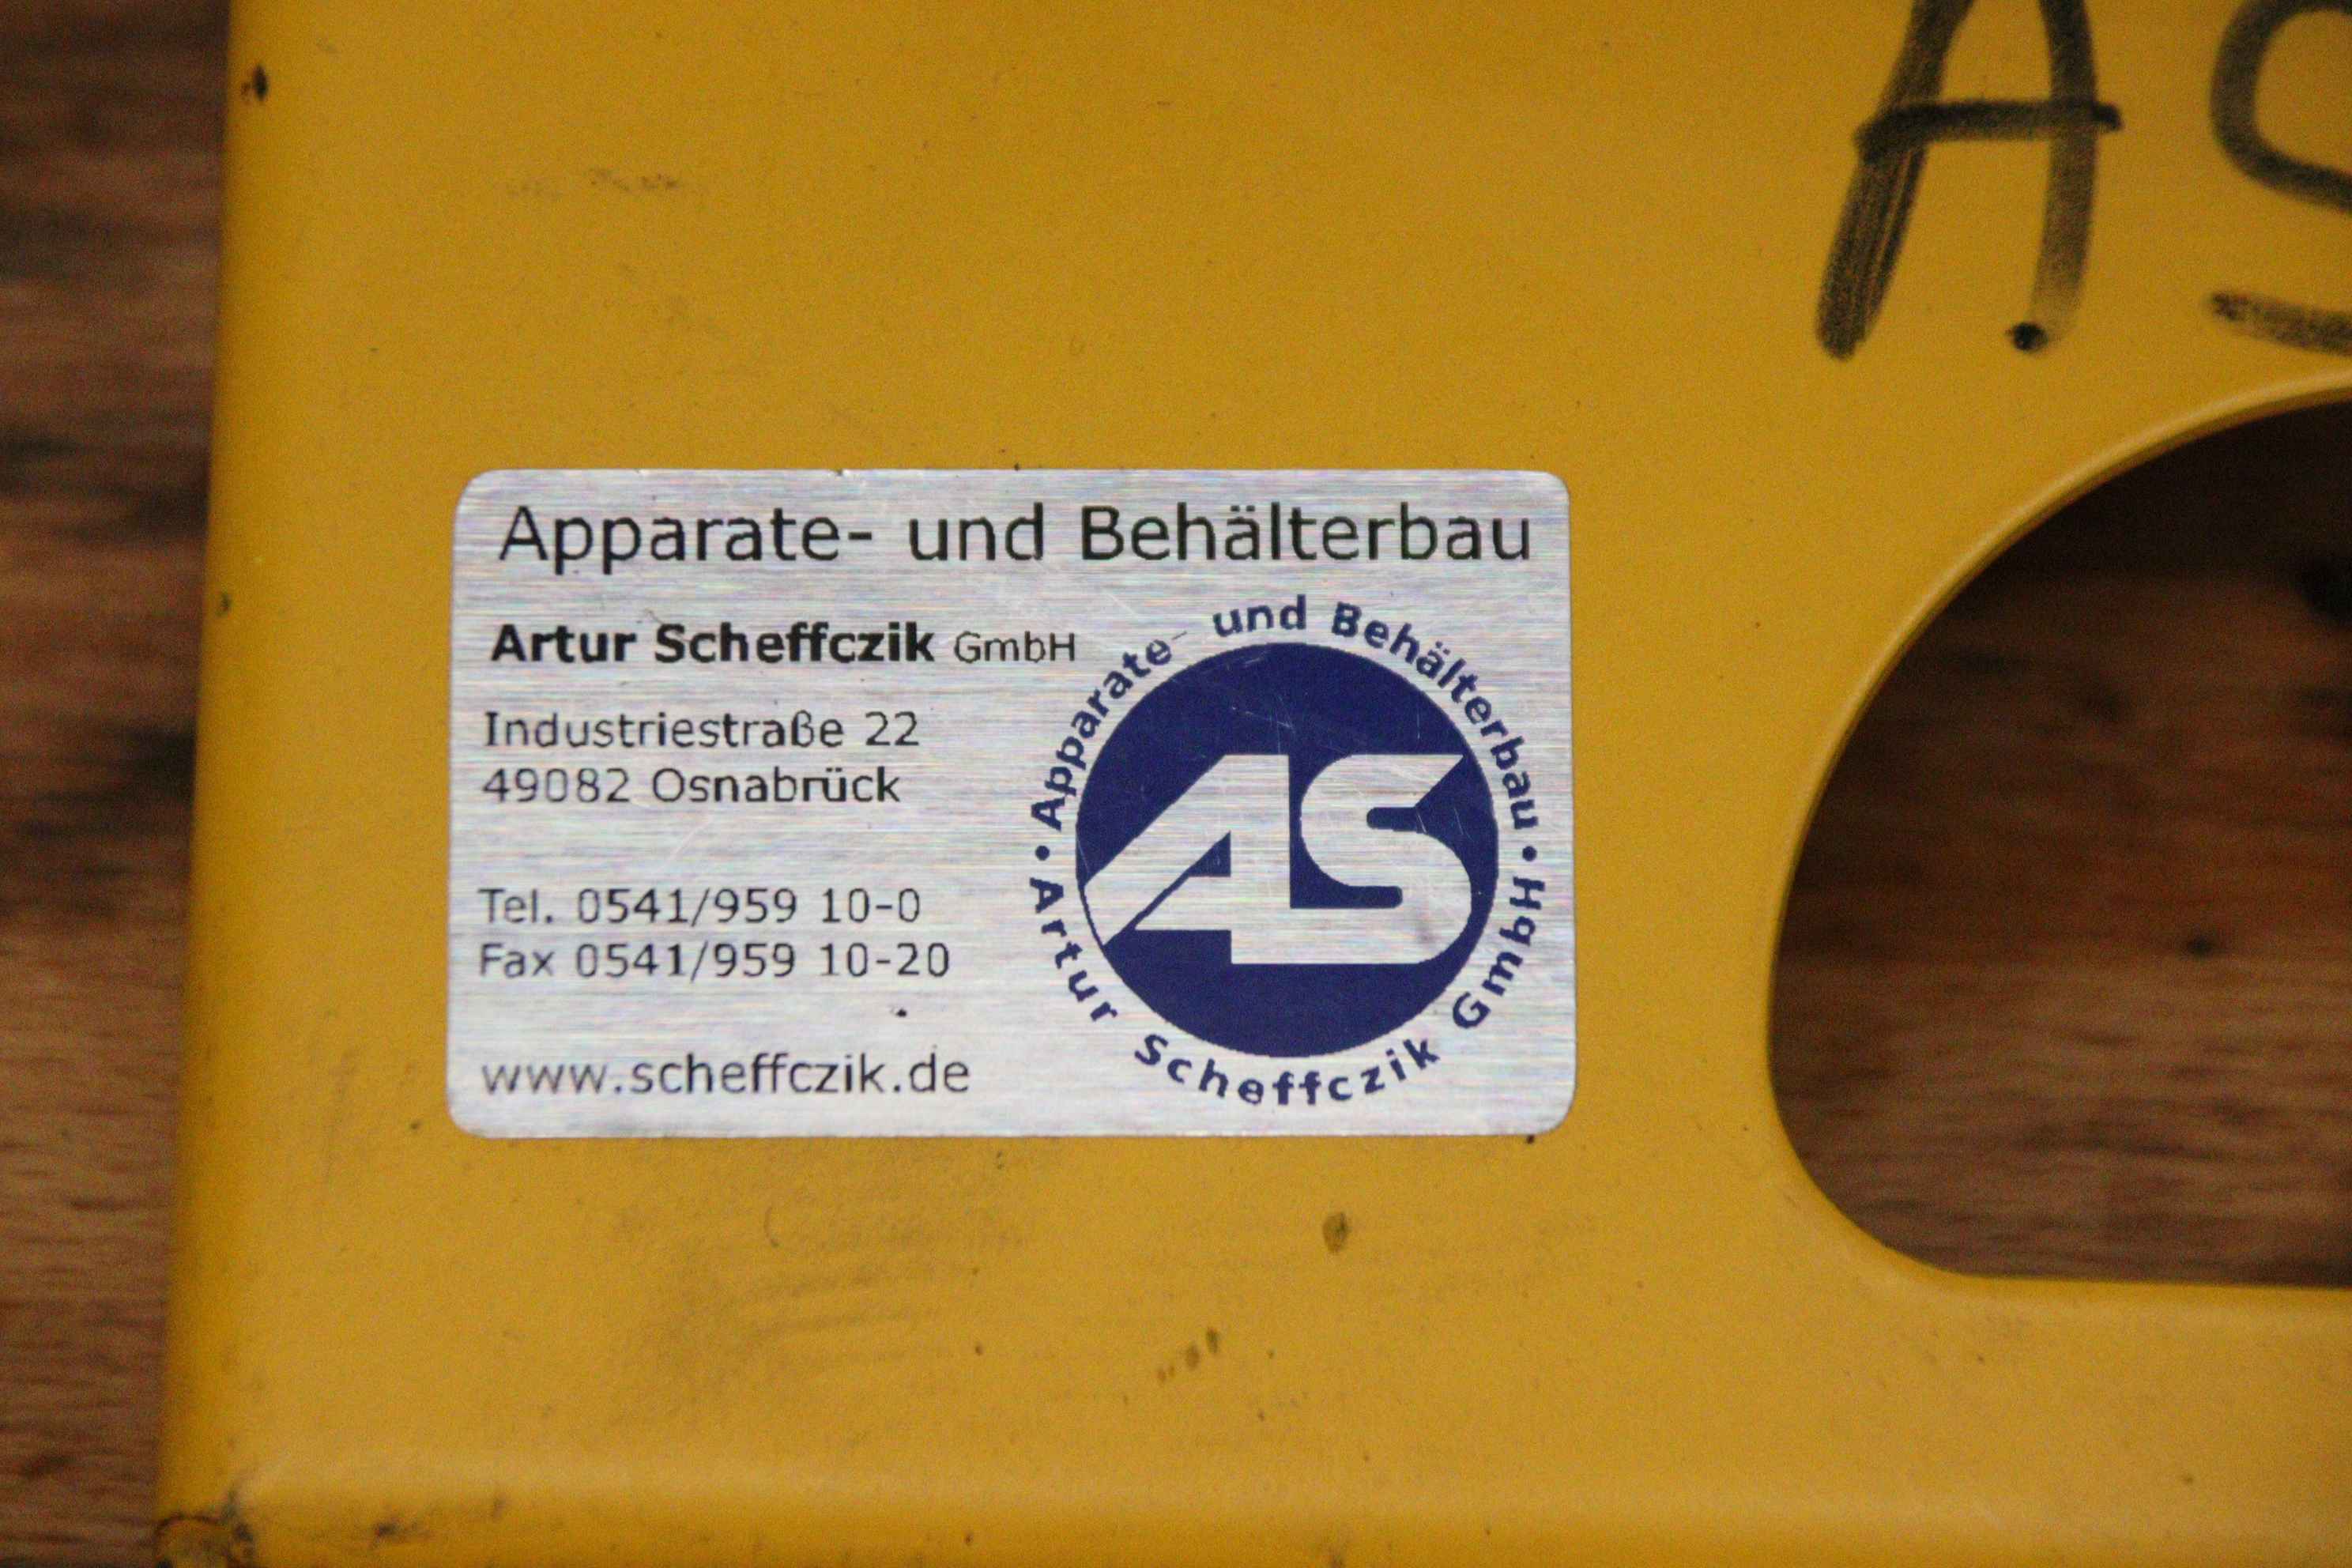 A.S
Apparate- und Behälterbau
Artur Scheffczik GmbH
Industriestraße 22
49082 Osnabrück
Tel. 0541/959 10-0
Fax 0541/959 10-20
www.scheffczik.de
Apparate- und Behälterbau • Artur Scheffczik GmbH •
AS